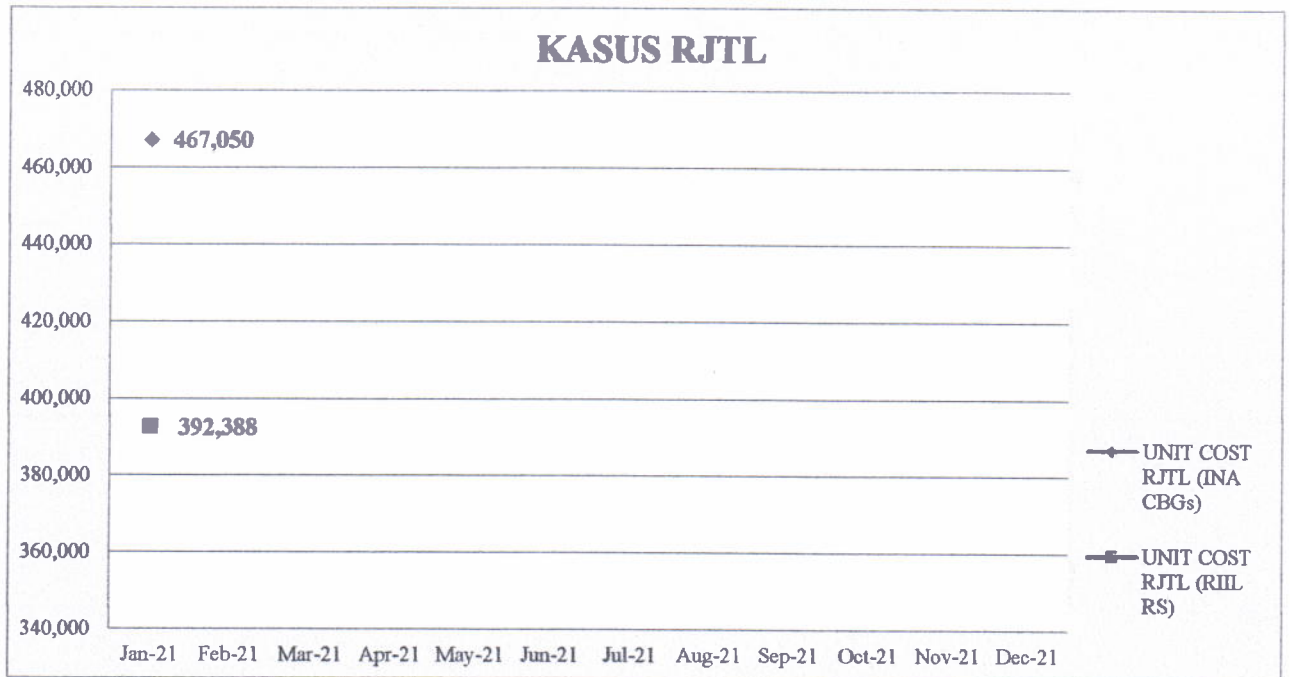 KASUS RJTL
480,000
467,050
460,000
440,000
420,000
400,000
392,388
380,000
360,000
340,000
Jan-21 Feb-21 Mar-21 Apr-21 May-21 Jun-21 Jul-21 Aug-21 Sep-21 Oct-21 Nov-21 Dec-21
UNIT COST
RJTL (INA
CBGs)
UNIT COST
RJTL (RIIL
RS)